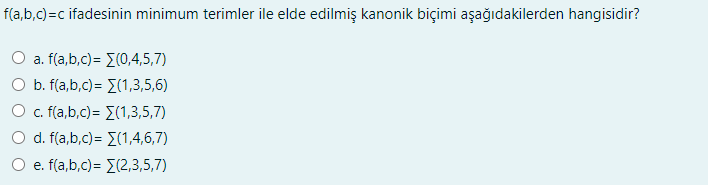 f(a,b,c)=c ifadesinin minimum terimler ile elde edilmiş kanonik biçimi aşağıdakilerden hangisidir?
a. f(a,b,c)= ∑(0,4,5,7)
b. f(a,b,c)= ∑(1,3,5,6)
c. f(a,b,c)= ∑(1,3,5,7)
d. f(a,b,c)= ∑(1,4,6,7)
e. f(a,b,c)= ∑(2,3,5,7)